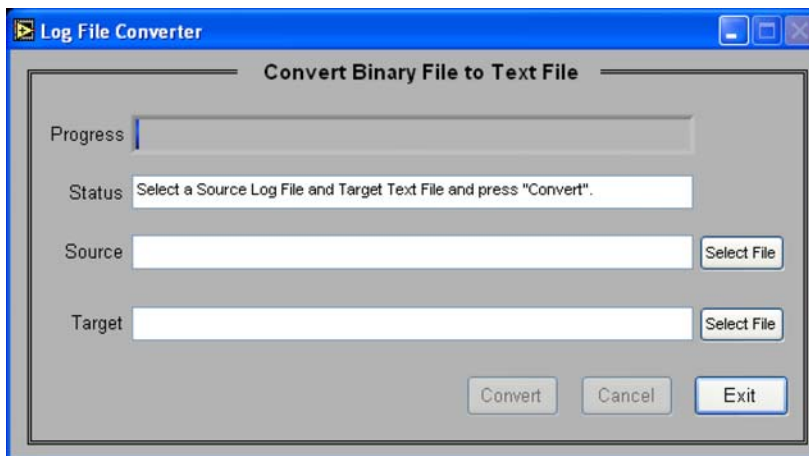 Log File Converter
Convert Binary File to Text File
Progress
Status Select a Source Log File and Target Text File and press "Convert".
Source Select File
Target Select File
Convert Cancel Exit